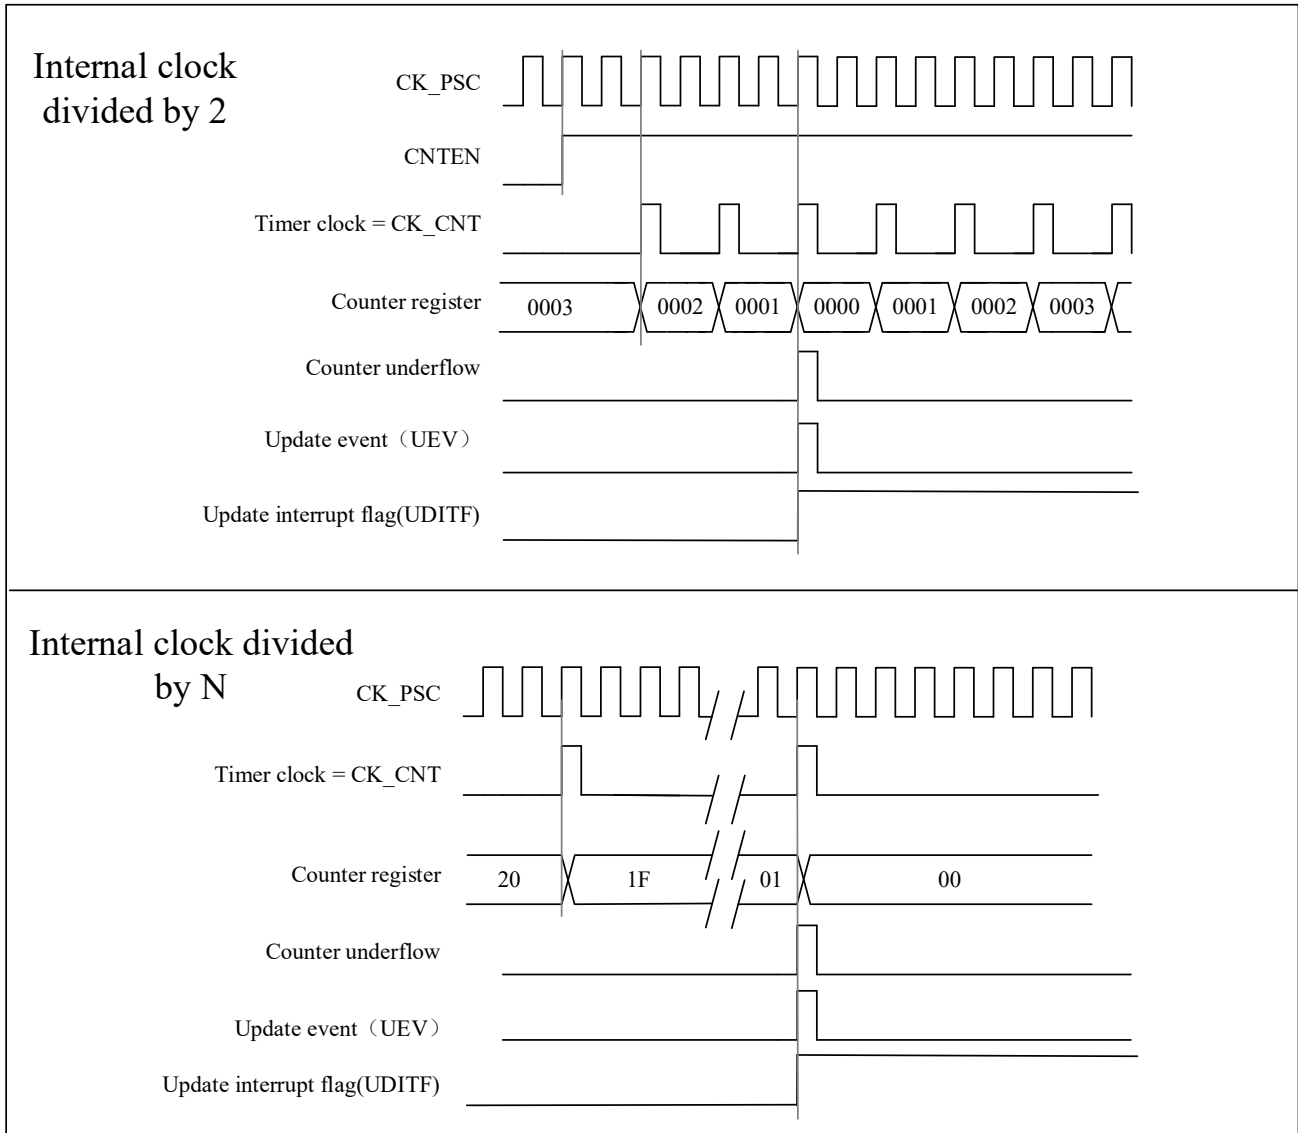 Internal clock
divided by 2
CK_PSC
CNTEN
Timer clock = CK_CNT
Counter register
0003 0002 0001 0000 0001 0002 0003
Counter underflow
Update event（UEV）
Update interrupt flag(UDITF)
Internal clock divided
by N
CK_PSC
Timer clock = CK_CNT
Counter register
20 1F 01 00
Counter underflow
Update event（UEV）
Update interrupt flag(UDITF)